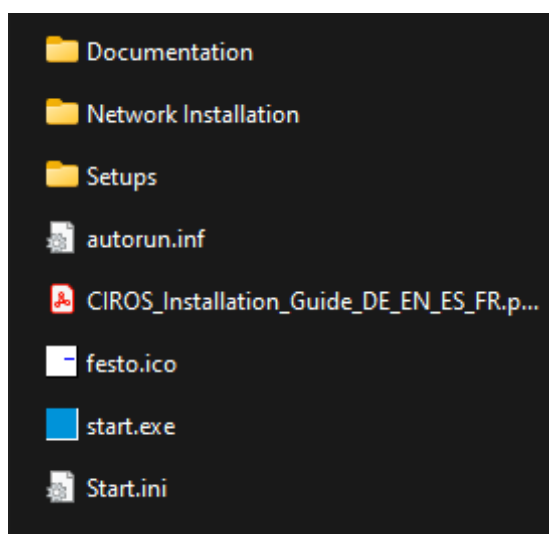 Documentation
Network Installation
Setups
autorun.inf
CIROS_Installation_Guide_DE_EN_ES_FR.p...
festo.ico
start.exe
Start.ini